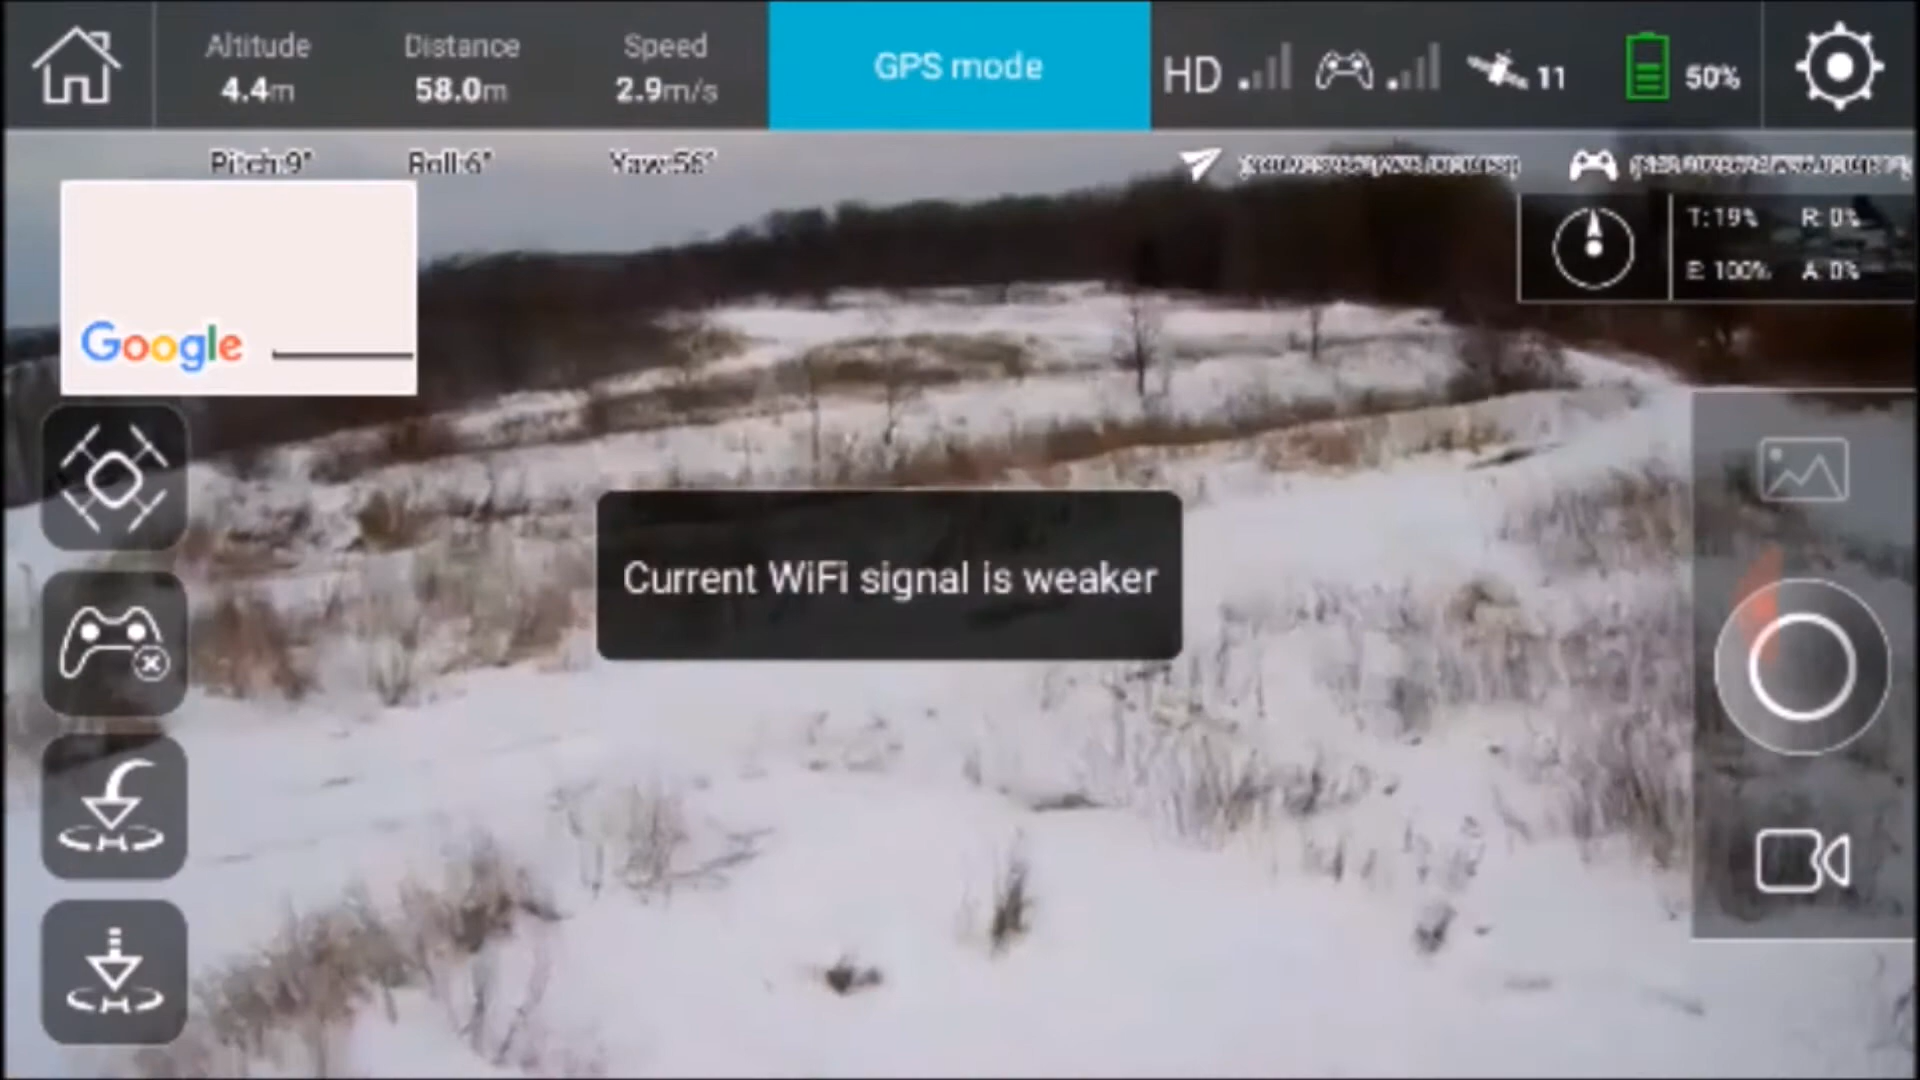 Altitude
4.4m
Distance
58.0m
Speed
2.9m/s
GPS mode
HD
11
50%
Pitch:9°
Roll:6°
Yaw:56°
T:19% R:0%
E:100% A:0%
Google
Current WiFi signal is weaker